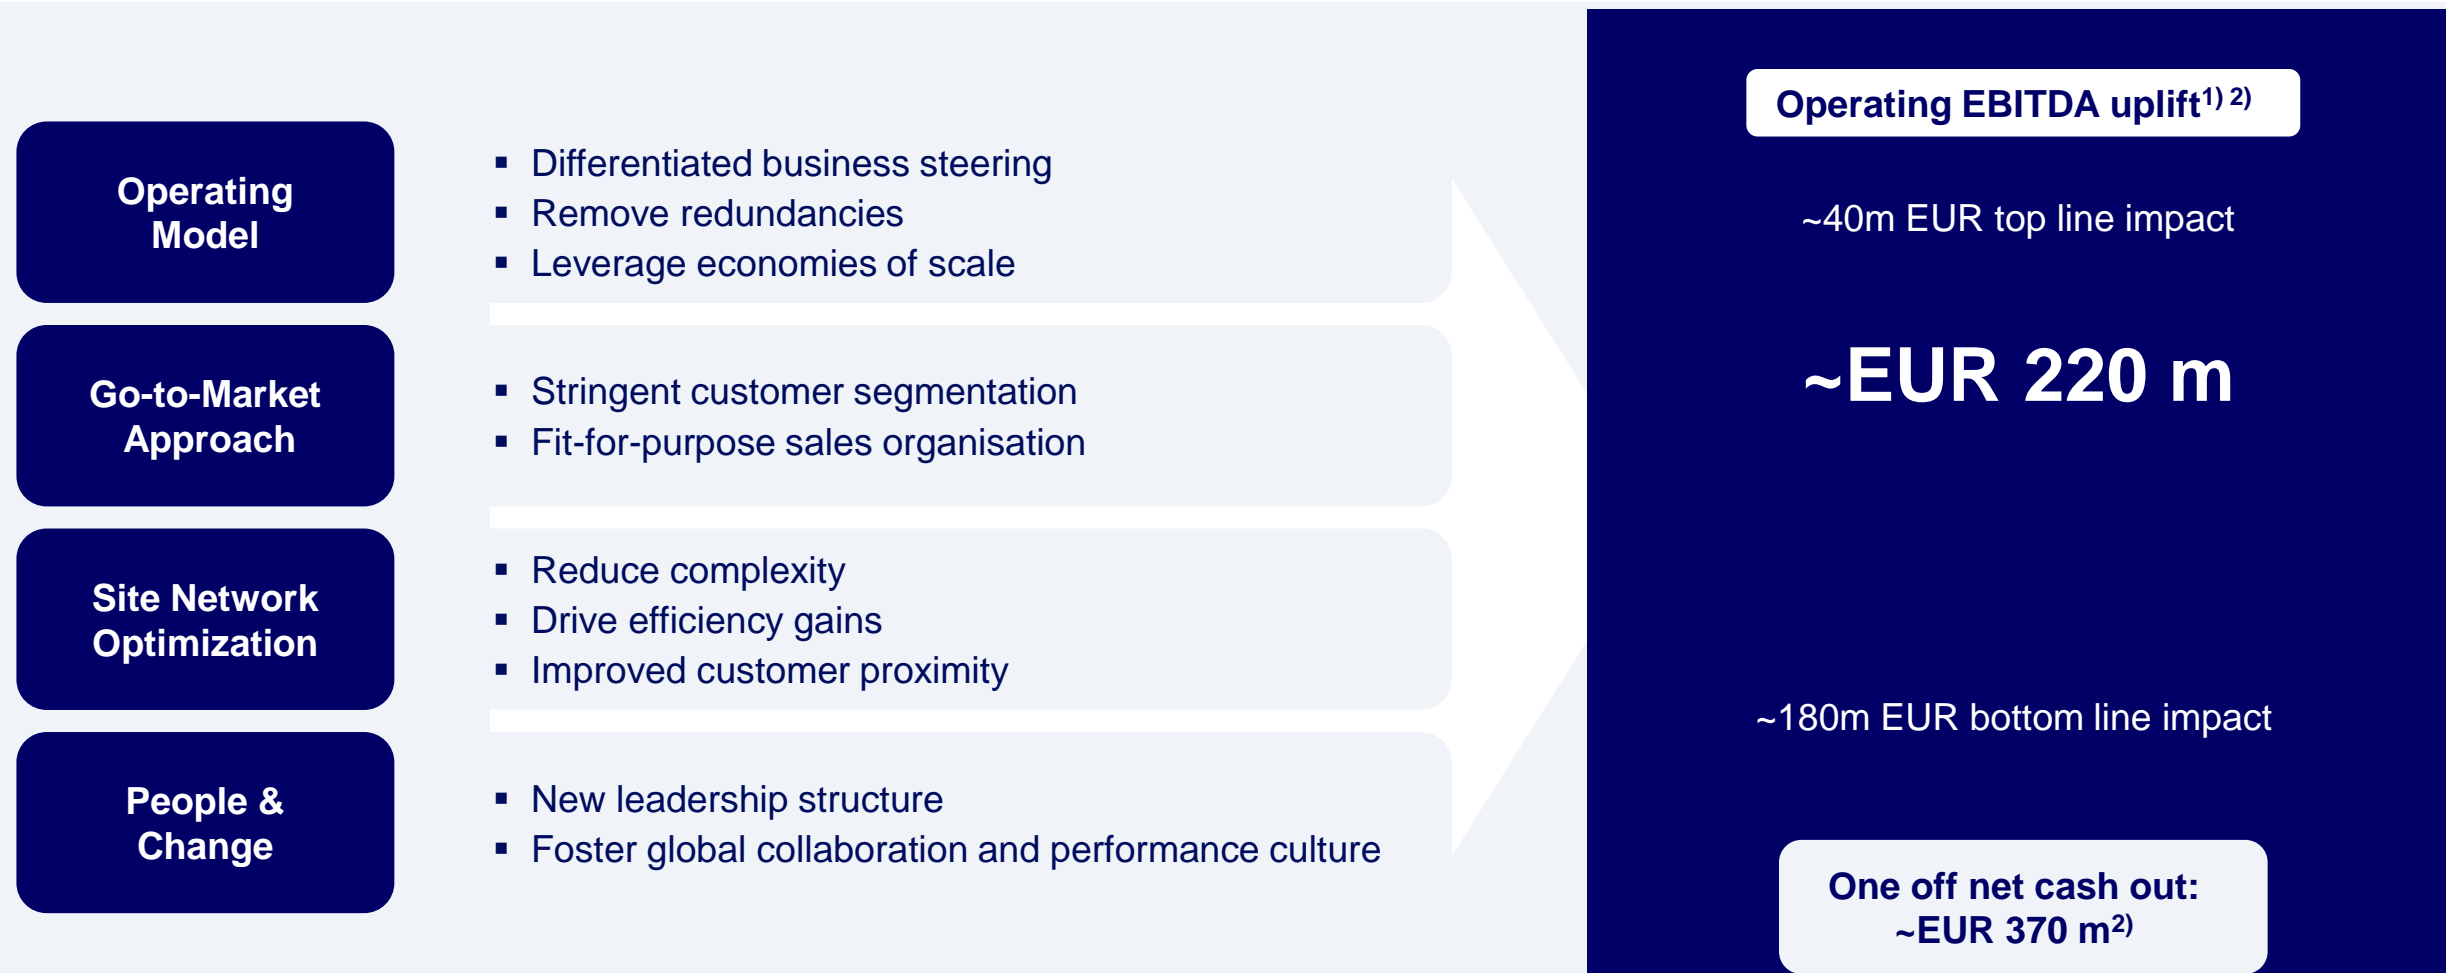 Operating
Model
▪ Differentiated business steering
▪ Remove redundancies
▪ Leverage economies of scale
Go-to-Market
Approach
▪ Stringent customer segmentation
▪ Fit-for-purpose sales organisation
Site Network
Optimization
▪ Reduce complexity
▪ Drive efficiency gains
▪ Improved customer proximity
People &
Change
▪ New leadership structure
▪ Foster global collaboration and performance culture
Operating EBITDA uplift1) 2)
~40m EUR top line impact
~EUR 220 m
~180m EUR bottom line impact
One off net cash out:
~EUR 370 m2)